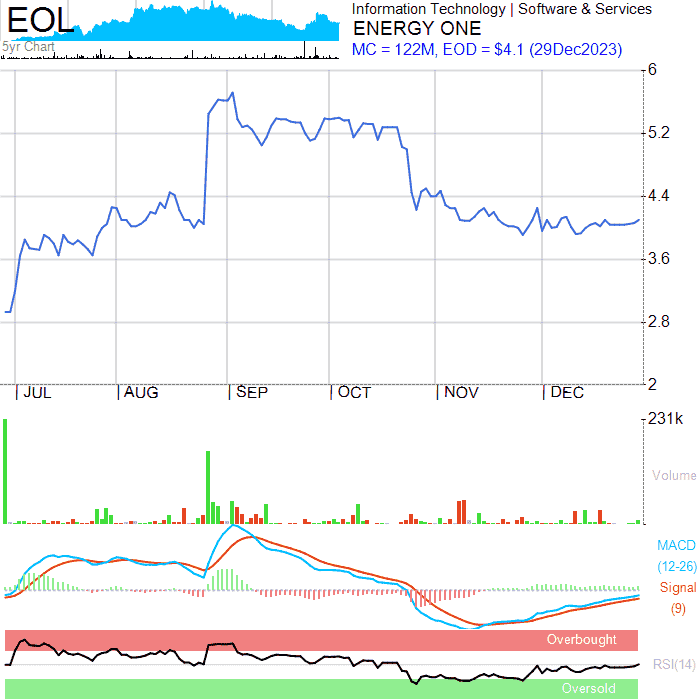 EOL
5yr Chart
Information Technology | Software & Services
ENERGY ONE
MC = 122M, EOD = $4.1 (29Dec2023)
6
5.2
4.4
3.6
2.8
2
JUL AUG SEP OCT NOV DEC
231k
Volume
MACD
(12-26)
Signal
(9)
Overbought
RSI(14)
Oversold